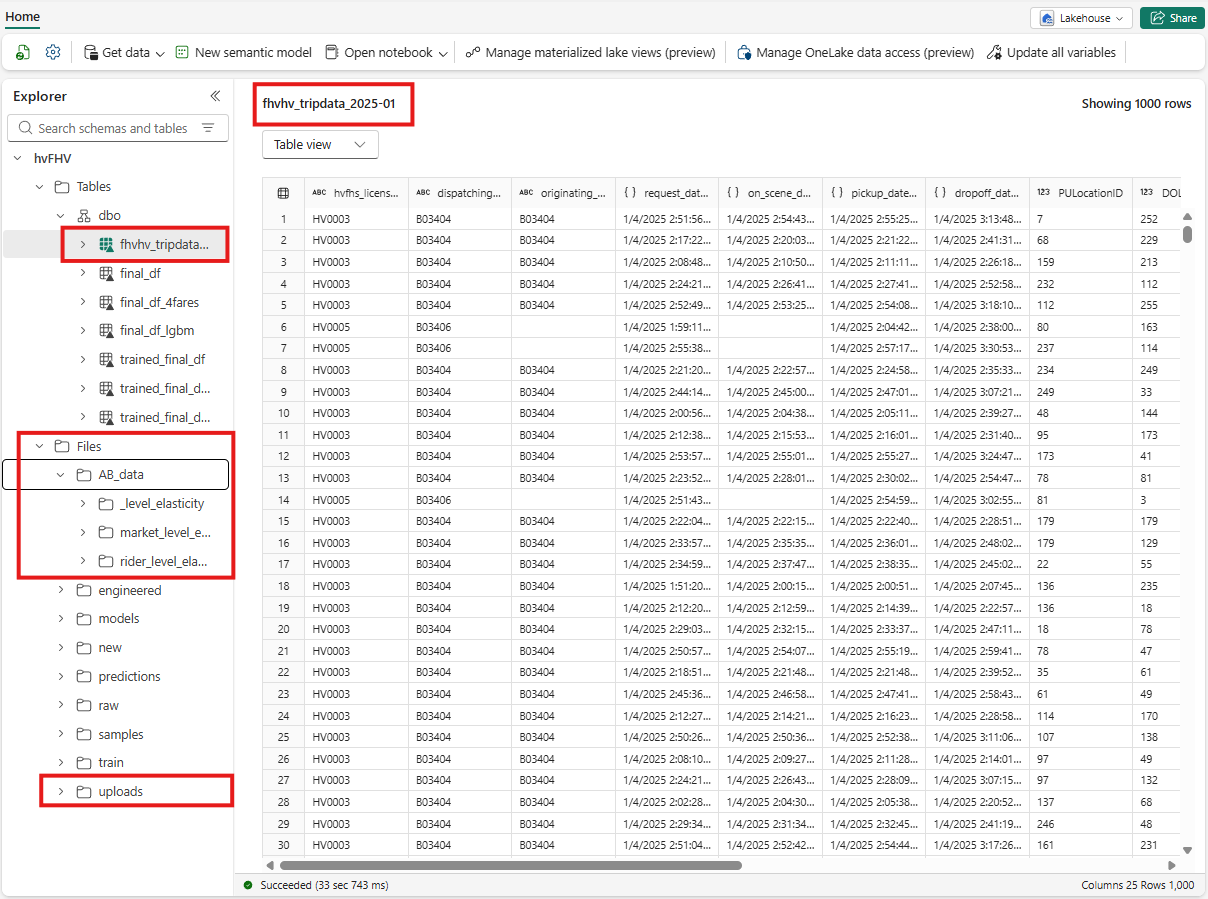 Home
Lakehouse
Share
Get data
New semantic model
Open notebook
Manage materialized lake views (preview)
Manage OneLake data access (preview)
Update all variables
Explorer
Search schemas and tables
hvFHV
Tables
dbo
fhvhv_tripdata...
final_df
final_df_4fares
final_df_lgbm
trained_final_df
trained_final_d...
trained_final_d...
Files
AB_data
_level_elasticity
market_level_e...
rider_level_ela...
engineered
models
new
predictions
raw
samples
train
uploads
fhvhv_tripdata_2025-01
Showing 1000 rows
Table view
ABC hvfhs_licens... ABC dispatching... ABC originating_... { } request_dat... { } on_scene_d... { } pickup_date... { } dropoff_dat... 123 PULocationID 123 DOL
1 HV0003 B03404 B03404 1/4/2025 2:51:56... 1/4/2025 2:54:43... 1/4/2025 2:55:25... 1/4/2025 3:13:48... 7 252
2 HV0003 B03404 B03404 1/4/2025 2:17:22... 1/4/2025 2:20:03... 1/4/2025 2:21:22... 1/4/2025 2:41:31... 68 229
3 HV0003 B03404 B03404 1/4/2025 2:08:48... 1/4/2025 2:10:50... 1/4/2025 2:11:11... 1/4/2025 2:26:18... 159 213
4 HV0003 B03404 B03404 1/4/2025 2:24:21... 1/4/2025 2:26:41... 1/4/2025 2:27:41... 1/4/2025 2:52:58... 232 112
5 HV0003 B03404 B03404 1/4/2025 2:52:49... 1/4/2025 2:53:25... 1/4/2025 2:54:08... 1/4/2025 3:18:10... 112 255
6 HV0005 B03406 1/4/2025 1:59:11... 1/4/2025 2:04:42... 1/4/2025 2:38:00... 80 163
7 HV0005 B03406 1/4/2025 2:55:38... 1/4/2025 2:57:17... 1/4/2025 3:30:53... 237 114
8 HV0003 B03404 B03404 1/4/2025 2:21:20... 1/4/2025 2:22:57... 1/4/2025 2:24:58... 1/4/2025 2:35:33... 234 249
9 HV0003 B03404 B03404 1/4/2025 2:44:14... 1/4/2025 2:45:00... 1/4/2025 2:47:01... 1/4/2025 3:07:21... 249 33
10 HV0003 B03404 B03404 1/4/2025 2:00:56... 1/4/2025 2:04:38... 1/4/2025 2:05:11... 1/4/2025 2:39:27... 48 144
11 HV0003 B03404 B03404 1/4/2025 2:12:38... 1/4/2025 2:15:53... 1/4/2025 2:16:01... 1/4/2025 2:31:40... 95 173
12 HV0003 B03404 B03404 1/4/2025 2:53:57... 1/4/2025 2:55:01... 1/4/2025 2:55:27... 1/4/2025 3:24:47... 173 41
13 HV0003 B03404 B03404 1/4/2025 2:23:52... 1/4/2025 2:28:01... 1/4/2025 2:30:02... 1/4/2025 2:54:47... 78 81
14 HV0005 B03406 1/4/2025 2:51:43... 1/4/2025 2:54:59... 1/4/2025 3:02:55... 81 3
15 HV0003 B03404 B03404 1/4/2025 2:22:04... 1/4/2025 2:22:15... 1/4/2025 2:22:40... 1/4/2025 2:28:51... 179 179
16 HV0003 B03404 B03404 1/4/2025 2:33:57... 1/4/2025 2:35:35... 1/4/2025 2:36:01... 1/4/2025 2:48:02... 179 129
17 HV0003 B03404 B03404 1/4/2025 2:34:59... 1/4/2025 2:37:47... 1/4/2025 2:38:35... 1/4/2025 2:45:02... 22 55
18 HV0003 B03404 B03404 1/4/2025 1:51:20... 1/4/2025 2:00:15... 1/4/2025 2:00:51... 1/4/2025 2:07:45... 136 235
19 HV0003 B03404 B03404 1/4/2025 2:12:20... 1/4/2025 2:12:59... 1/4/2025 2:14:39... 1/4/2025 2:22:57... 136 18
20 HV0003 B03404 B03404 1/4/2025 2:29:03... 1/4/2025 2:32:15... 1/4/2025 2:33:37... 1/4/2025 2:47:11... 18 78
21 HV0003 B03404 B03404 1/4/2025 2:50:57... 1/4/2025 2:54:07... 1/4/2025 2:55:19... 1/4/2025 2:59:41... 78 47
22 HV0003 B03404 B03404 1/4/2025 2:18:51... 1/4/2025 2:21:48... 1/4/2025 2:21:48... 1/4/2025 2:39:52... 35 61
23 HV0003 B03404 B03404 1/4/2025 2:45:36... 1/4/2025 2:46:58... 1/4/2025 2:47:41... 1/4/2025 2:58:43... 61 49
24 HV0003 B03404 B03404 1/4/2025 2:12:27... 1/4/2025 2:14:21... 1/4/2025 2:16:23... 1/4/2025 2:28:58... 114 170
25 HV0003 B03404 B03404 1/4/2025 2:50:26... 1/4/2025 2:50:36... 1/4/2025 2:52:38... 1/4/2025 3:11:06... 107 138
26 HV0003 B03404 B03404 1/4/2025 2:08:10... 1/4/2025 2:09:27... 1/4/2025 2:11:28... 1/4/2025 2:14:01... 97 49
27 HV0003 B03404 B03404 1/4/2025 2:24:21... 1/4/2025 2:26:43... 1/4/2025 2:28:09... 1/4/2025 3:07:15... 97 132
28 HV0003 B03404 B03404 1/4/2025 2:02:28... 1/4/2025 2:04:30... 1/4/2025 2:05:38... 1/4/2025 2:20:52... 137 68
29 HV0003 B03404 B03404 1/4/2025 2:29:34... 1/4/2025 2:31:34... 1/4/2025 2:32:45... 1/4/2025 2:41:19... 246 48
30 HV0003 B03404 B03404 1/4/2025 2:51:04... 1/4/2025 2:52:42... 1/4/2025 2:54:44... 1/4/2025 3:17:26... 161 231
Succeeded (33 sec 743 ms)
Columns 25 Rows 1,000